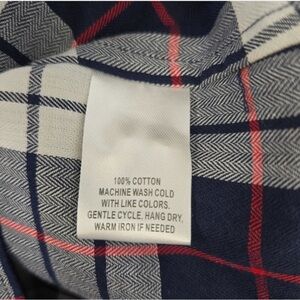 100% COTTON
MACHINE WASH COLD
WITH LIKE COLORS.
GENTLE CYCLE, HANG DRY,
WARM IRON IF NEEDED